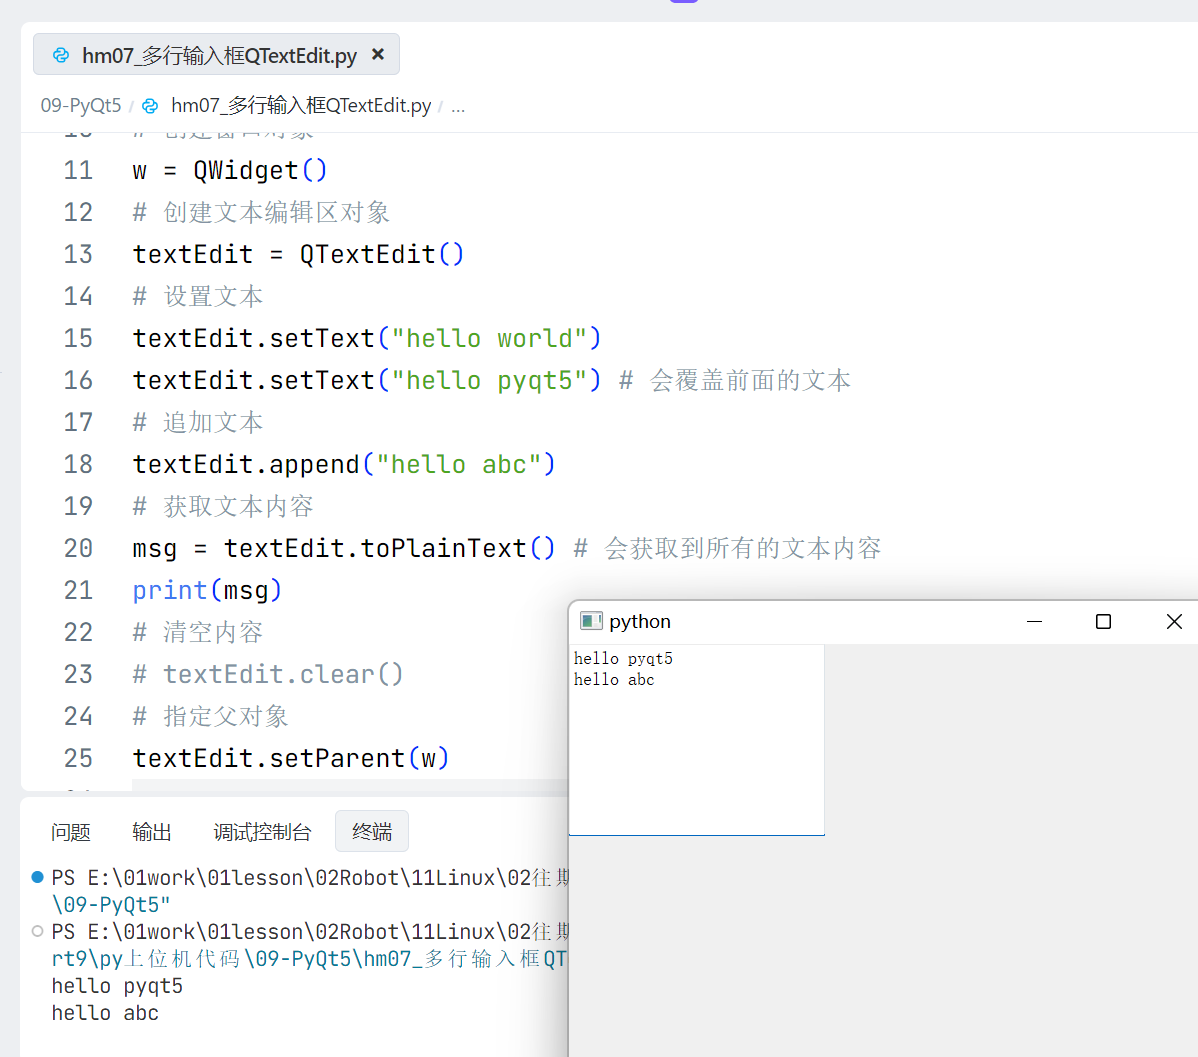 hm07_多行输入框QTextEdit.py ×
09-PyQt5 / hm07_多行输入框QTextEdit.py / ...
10 # 创建窗口对象
11 w = QWidget()
12 # 创建文本编辑区对象
13 textEdit = QTextEdit()
14 # 设置文本
15 textEdit.setText("hello world")
16 textEdit.setText("hello pyqt5") # 会覆盖前面的文本
17 # 追加文本
18 textEdit.append("hello abc")
19 # 获取文本内容
20 msg = textEdit.toPlainText() # 会获取到所有的文本内容
21 print(msg)
22 # 清空内容
23 # textEdit.clear()
24 # 指定父对象
25 textEdit.setParent(w)
python
hello pyqt5
hello abc
问题 输出 调试控制台 终端
PS E:\01work\01lesson\02Robot\11Linux\02往期
\09-PyQt5"
PS E:\01work\01lesson\02Robot\11Linux\02往期
rt9\py上位机代码\09-PyQt5\hm07_多行输入框QT
hello pyqt5
hello abc